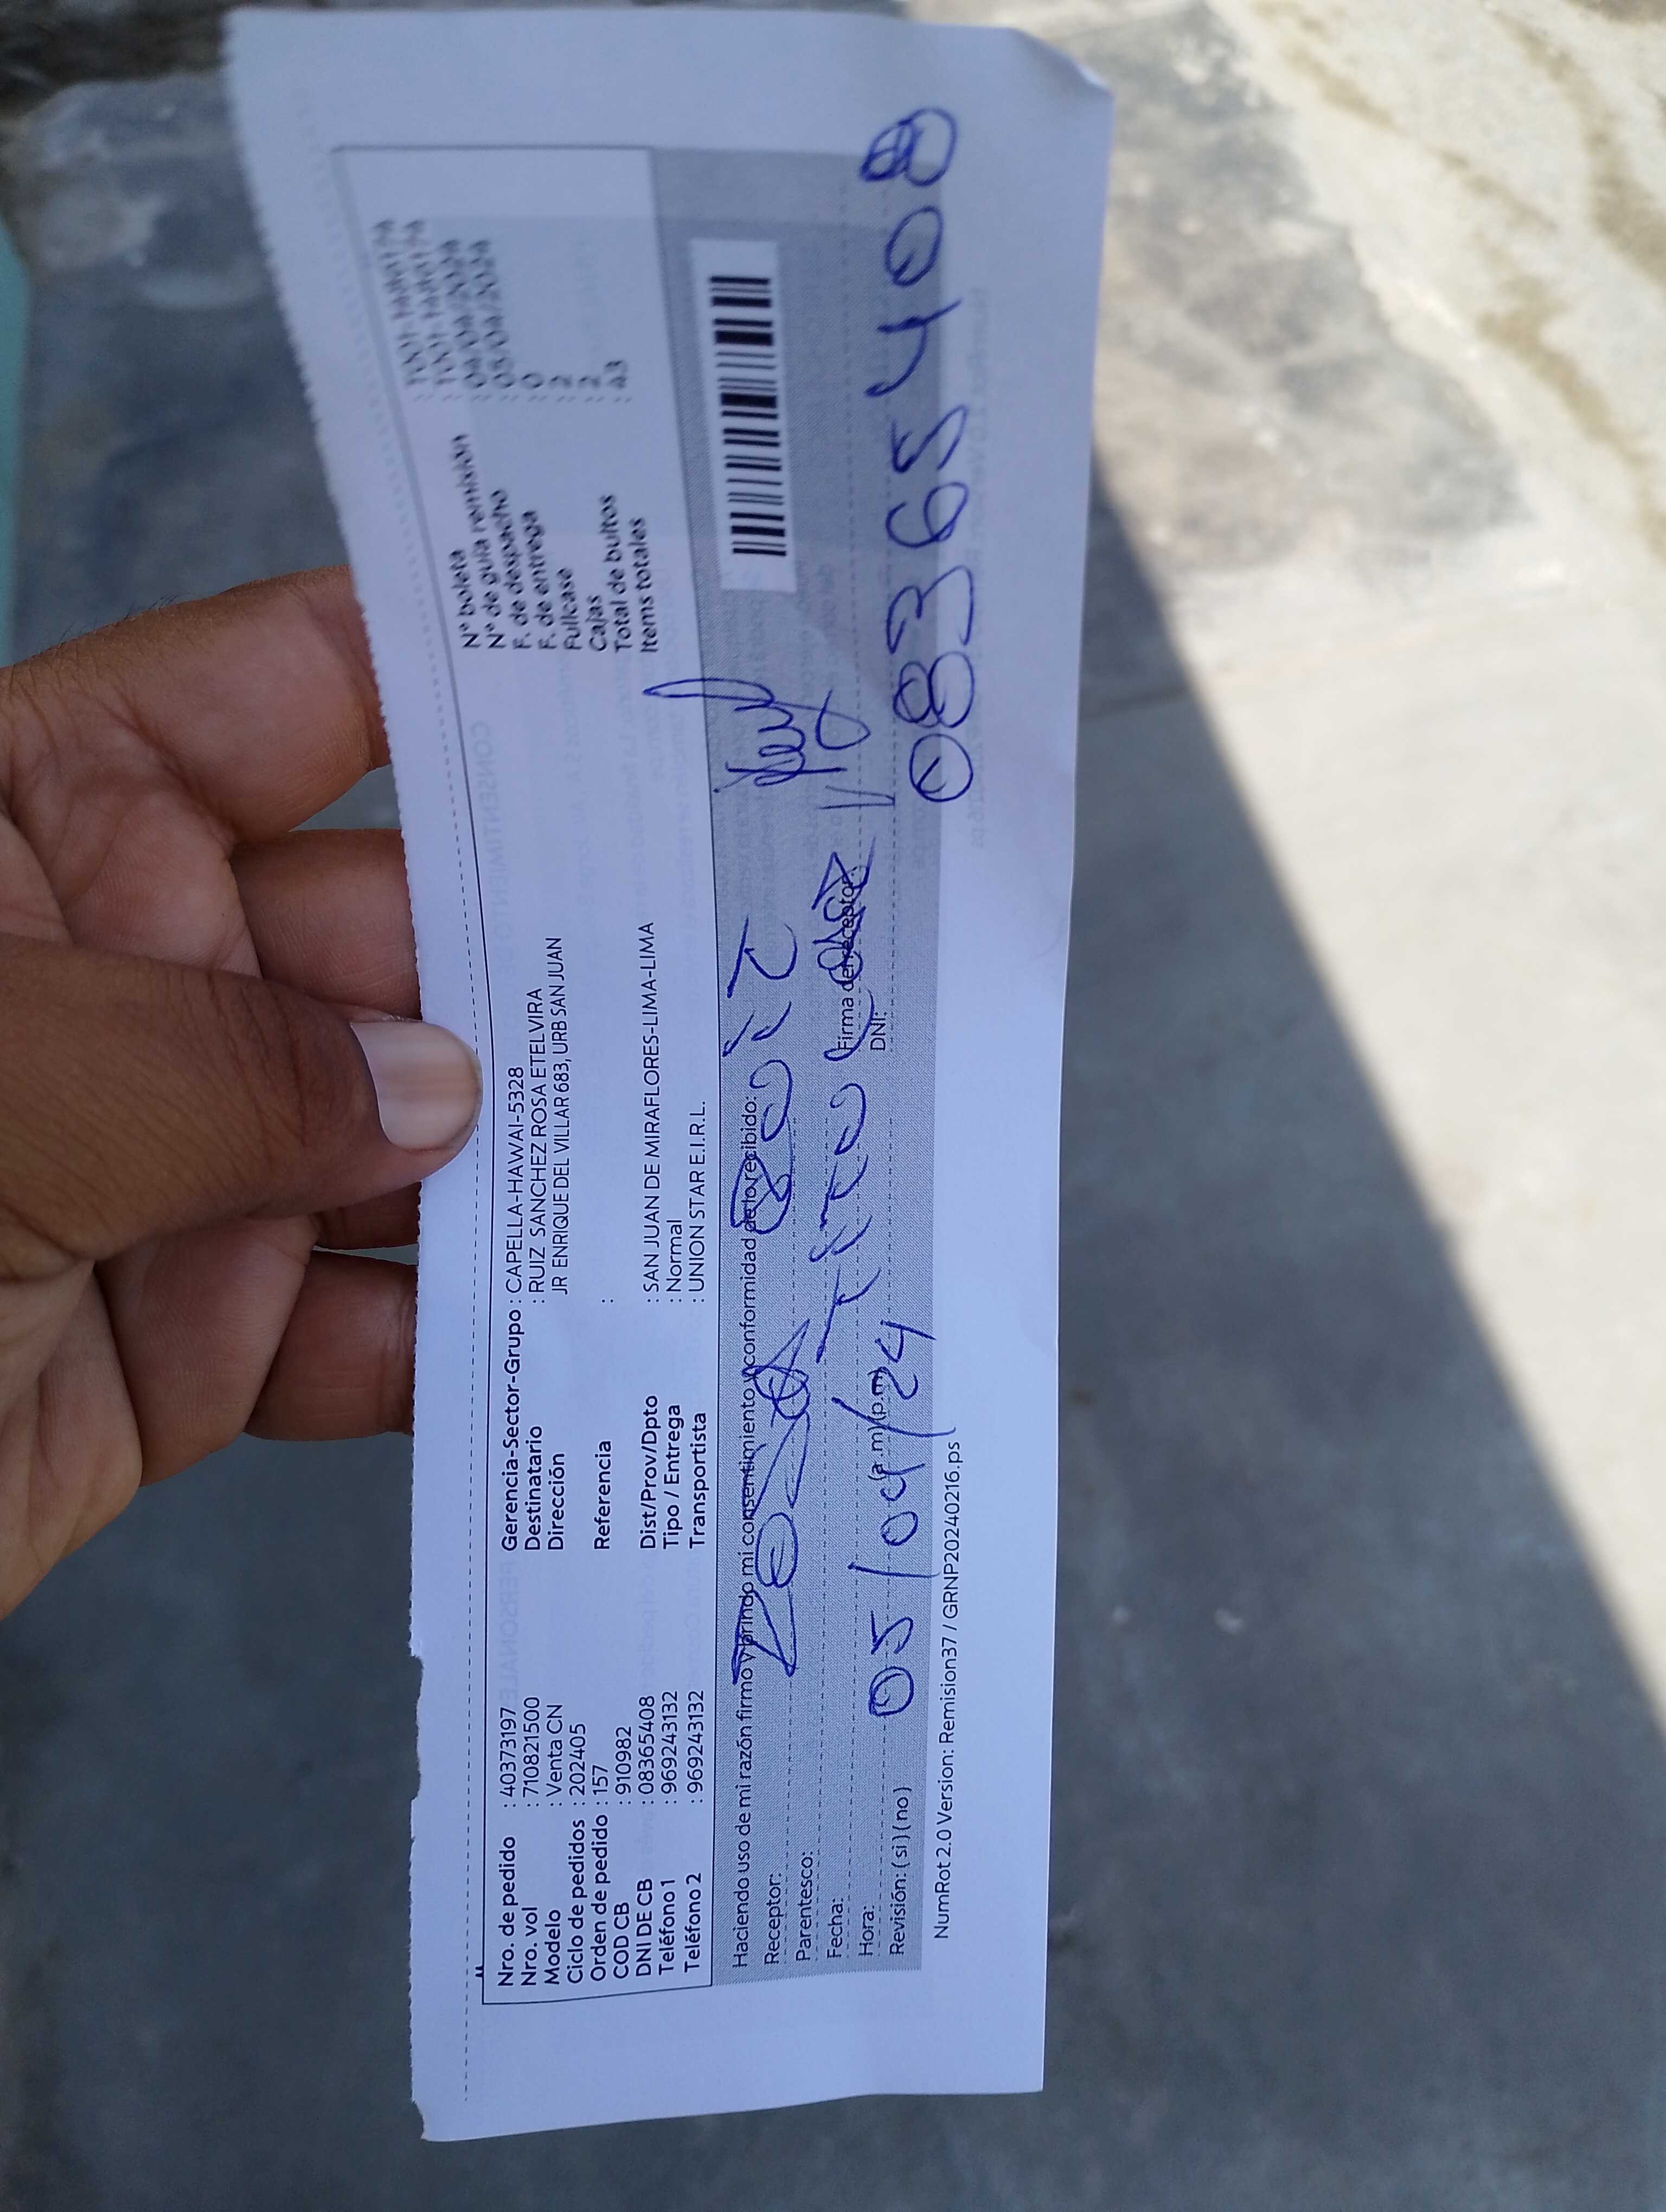 Nro. de pedido : 40373197
Nro. vol : 710821500
Modelo : Venta CN
Ciclo de pedidos : 202405
Orden de pedido : 157
COD CB : 910982
DNI DE CB : 08365408
Teléfono1 : 969243132
Teléfono 2 : 969243132
Gerencia-Sector-Grupo : CAPELLA-HAWAI-5328
Destinatario : RUIZ SANCHEZ ROSA ETELVIRA
Dirección JR ENRIQUE DEL VILLAR 683, URB SAN JUAN
Referencia :
Dist/Prov/Dpto : SAN JUAN DE MIRAFLORES-LIMA-LIMA
Tipo / Entrega : Normal
Transportista : UNION STAR E.I.R.L.
N° boleta
N° de guía remisión
F. de despacho : 04/04/2024
F. de entrega : 05/04/2024
Fullcase : 0
Cajas : 2
Total de bultos : 2
Items totales : 43
Haciendo uso de mi razón firmo y brindo mi consentimiento y conformidad de lo recibido:
Receptor: Rosa Ruiz
Parentesco: Titular
Fecha: 05/04/24
Hora: (a.m) (p.m)
Firma del receptor:
DNI: 08365408
Revisión: ( si ) ( no )
NumRot 2.0 Version: Remision37 / GRNP20240216.ps